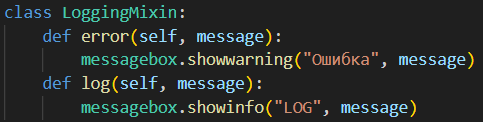 class LoggingMixin:
    def error(self, message):
        messagebox.showwarning("Ошибка", message)
    def log(self, message):
        messagebox.showinfo("LOG", message)